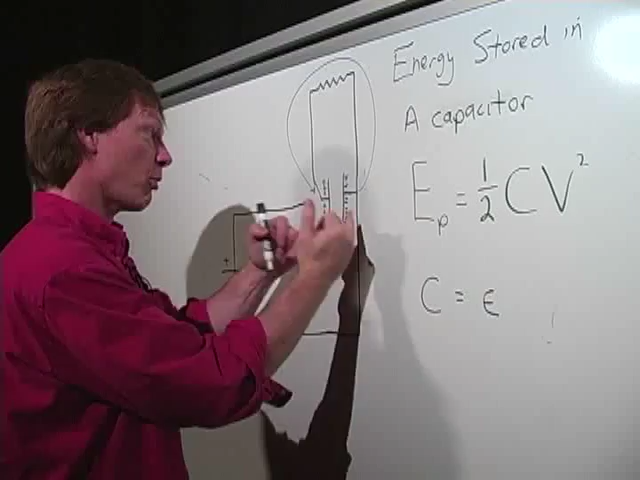 Energy Stored in
A capacitor
Ep = 1/2 CV²
C = ε
+